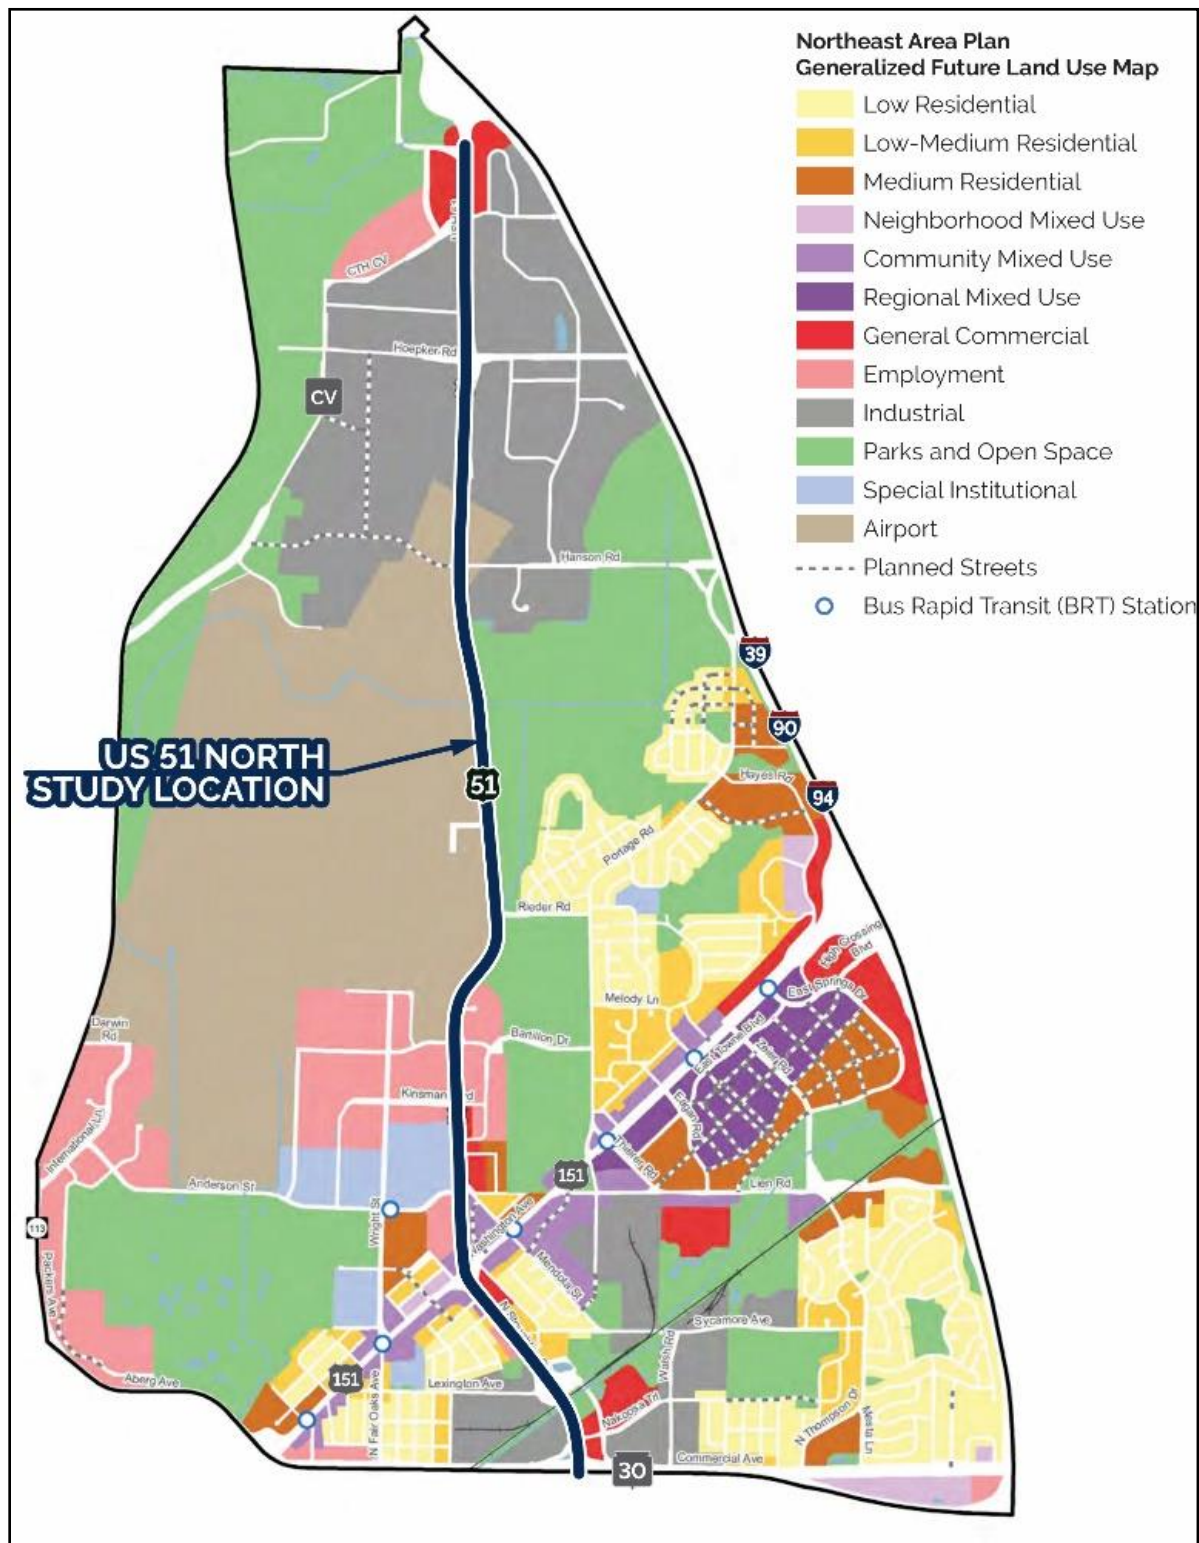 Northeast Area Plan
Generalized Future Land Use Map
Low Residential
Low-Medium Residential
Medium Residential
Neighborhood Mixed Use
Community Mixed Use
Regional Mixed Use
General Commercial
Employment
Industrial
Parks and Open Space
Special Institutional
Airport
Planned Streets
Bus Rapid Transit (BRT) Station
CTH CV
Hoepker Rd
CV
Hanson Rd
39
90
US 51 NORTH
STUDY LOCATION
51
Hayes Rd
94
Portage Rd
Rieder Rd
High Crossing
Blvd
East Springs Dr
Melody Ln
Darwin
Rd
Bartillon Dr
East Towne Blvd
Zeier Rd
Kinsman
Eagan Rd
International Ln
Thierer Rd
151
Anderson St
Lien Rd
Wright St
Washington Ave
113
Mendota St
Packers Ave
Sycamore Ave
Walsh Rd
Aberg Ave
151
N Fair Oaks Ave
Lexington Ave
Nakoosa Trl
N Thompson Dr
Mesta Ln
30
Commercial Ave